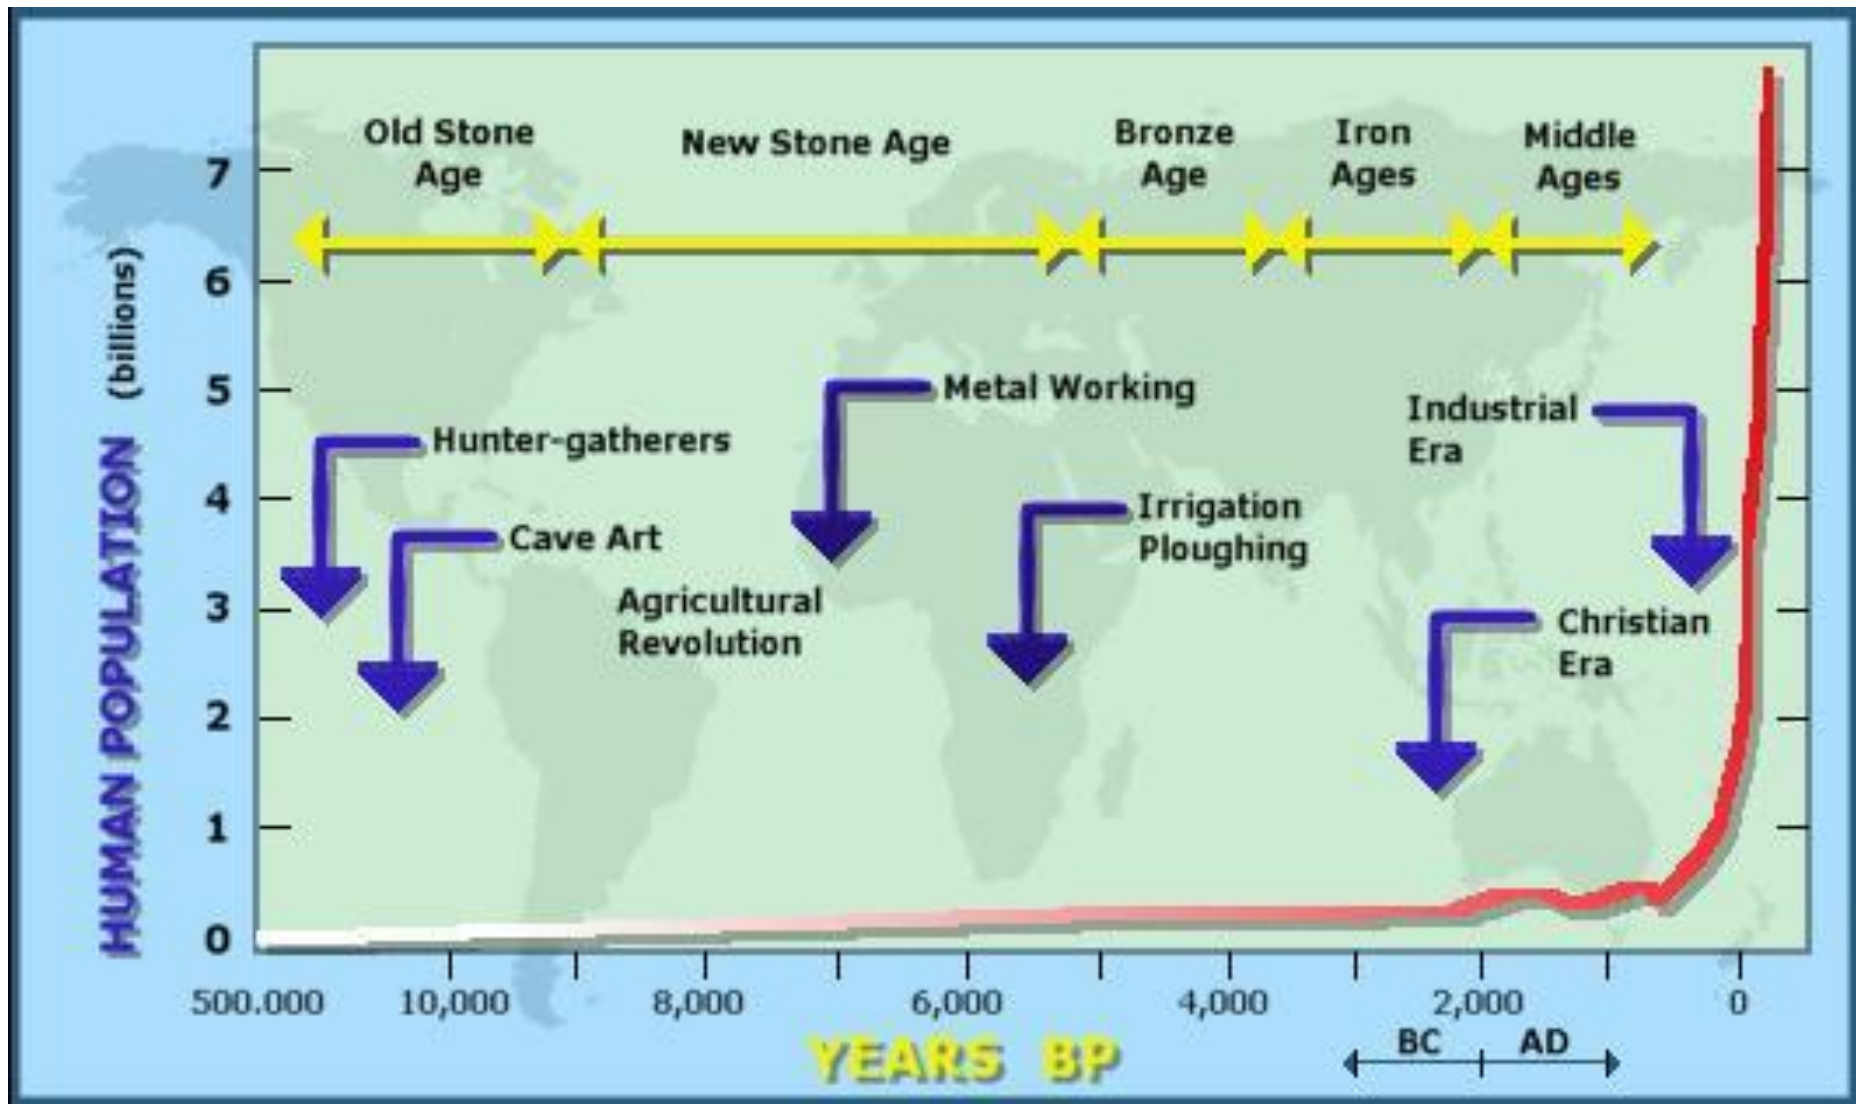 Old Stone
Age
New Stone Age
Bronze
Age
Iron
Ages
Middle
Ages
7
6
5
4
3
2
1
0
HUMAN POPULATION (billions)
Hunter-gatherers
Cave Art
Agricultural
Revolution
Metal Working
Irrigation
Ploughing
Industrial
Era
Christian
Era
500.000 10,000 8,000 6,000 4,000 2,000 0
BC AD
YEARS BP